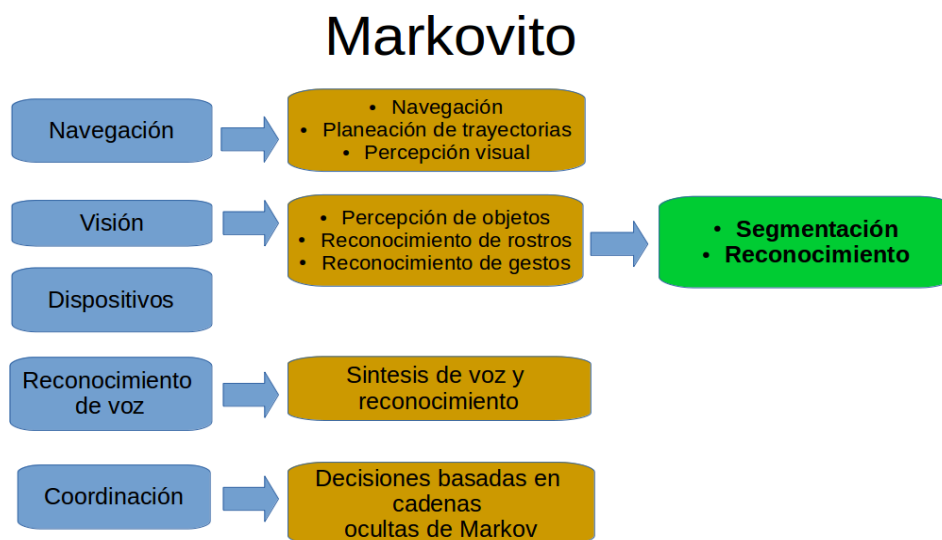 Markovito
Navegación
• Navegación
• Planeación de trayectorias
• Percepción visual
Visión
• Percepción de objetos
• Reconocimiento de rostros
• Reconocimiento de gestos
• Segmentación
• Reconocimiento
Dispositivos
Reconocimiento
de voz
Sintesis de voz y
reconocimiento
Coordinación
Decisiones basadas en
cadenas
ocultas de Markov